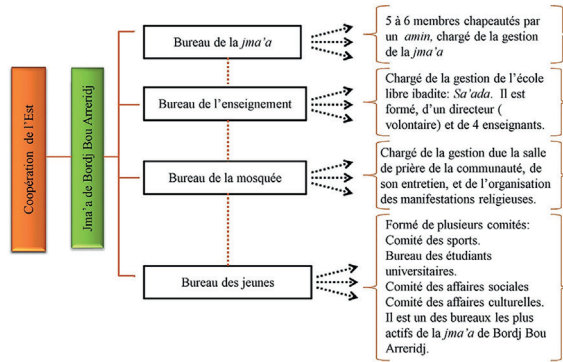 Coopération de l'Est
Jma'a de Bordj Bou Arreridj
Bureau de la jma'a
5 à 6 membres chapeautés par
un amin, chargé de la gestion
de la jma'a
Bureau de l'enseignement
Chargé de la gestion de l'école
libre ibadite: Sa'ada. Il est
formé, d'un directeur (
volontaire) et de 4 enseignants.
Bureau de la mosquée
Chargé de la gestion due la salle
de prière de la communauté, de
son entretien, et de l'organisation
des manifestations religieuses.
Bureau des jeunes
Formé de plusieurs comités:
Comité des sports.
Bureau des étudiants
universitaires.
Comité des affaires sociales
Comité des affaires culturelles.
Il est un des bureaux les plus
actifs de la jma'a de Bordj Bou
Arreridj.